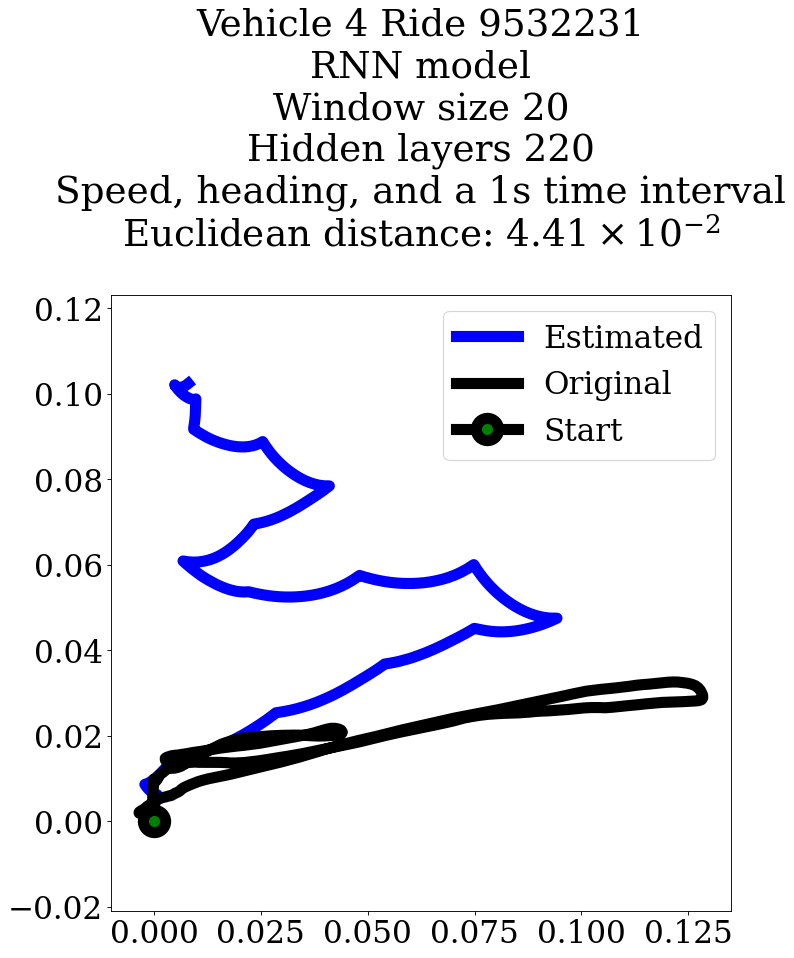 Vehicle 4 Ride 9532231
RNN model
Window size 20
Hidden layers 220
Speed, heading, and a 1s time interval
Euclidean distance: 4.41 × 10⁻²
0.12
0.10
0.08
0.06
0.04
0.02
0.00
−0.02
Estimated
Original
Start
0.000 0.025 0.050 0.075 0.100 0.125